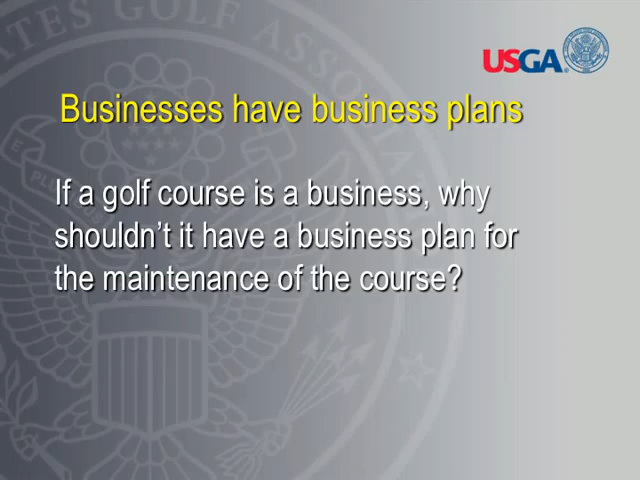 USGA
Businesses have business plans
If a golf course is a business, why
shouldn't it have a business plan for
the maintenance of the course?